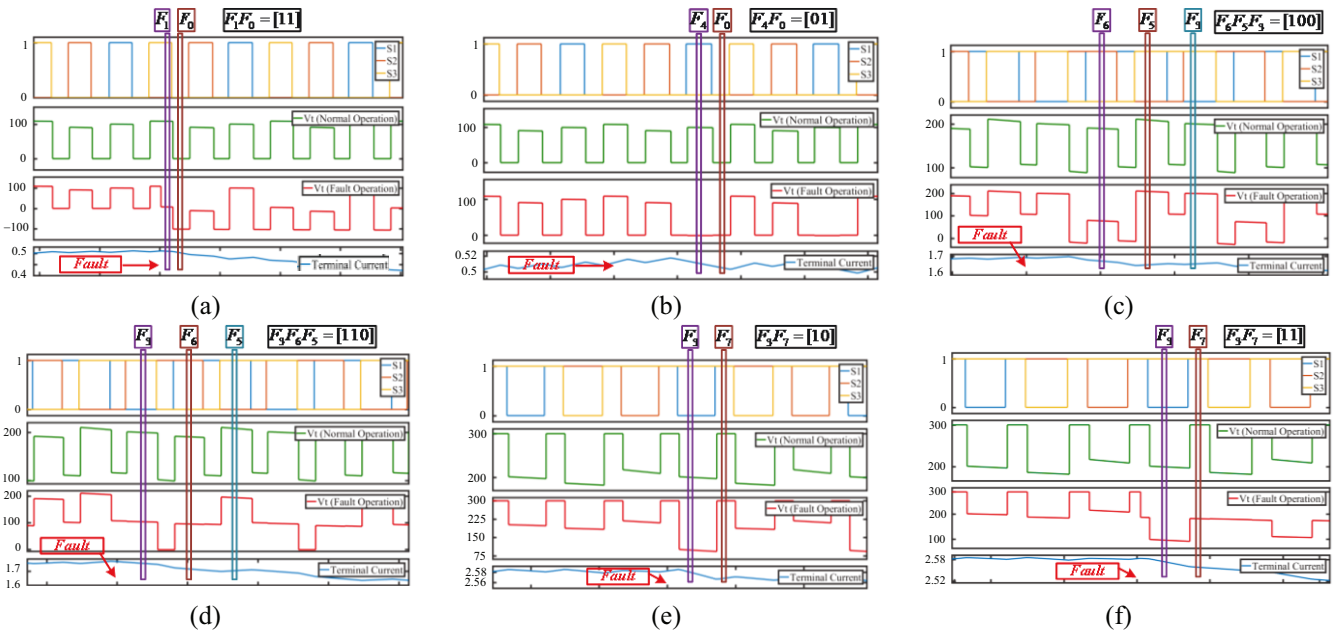 F₁ F₀ F₁F₀ = [11]
1
0
S1
S2
S3
100
0
Vt (Normal Operation)
100
0
-100
Vt (Fault Operation)
0.5
0.4
Fault
Terminal Current
(a)
F₄ F₀ F₄F₀ = [01]
1
0
S1
S2
S3
100
0
Vt (Normal Operation)
100
0
Vt (Fault Operation)
0.52
0.5
Fault
Terminal Current
(b)
F₆ F₅ F₃ F₆F₅F₃ = [100]
1
0
S1
S2
S3
200
100
Vt (Normal Operation)
200
100
0
Vt (Fault Operation)
1.7
1.6
Fault
Terminal Current
(c)
F₃ F₆ F₅ F₃F₆F₅ = [110]
1
0
S1
S2
S3
200
100
Vt (Normal Operation)
200
100
0
Vt (Fault Operation)
1.7
1.6
Fault
Terminal Current
(d)
F₃ F₇ F₃F₇ = [10]
1
0
S1
S2
S3
300
200
Vt (Normal Operation)
300
225
150
75
Vt (Fault Operation)
2.58
2.56
Fault
Terminal Current
(e)
F₃ F₇ F₃F₇ = [11]
1
0
S1
S2
S3
300
200
Vt (Normal Operation)
300
200
100
Vt (Fault Operation)
2.58
2.52
Fault
Terminal Current
(f)